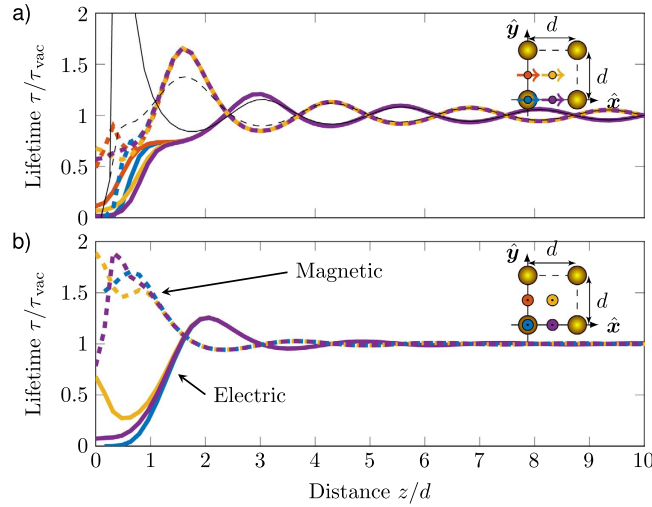 a)
Lifetime τ/τvac
2
1.5
1
0.5
0
ŷ
d
d
x̂
b)
Lifetime τ/τvac
2
1.5
1
0.5
0
Magnetic
Electric
ŷ
d
d
x̂
0 1 2 3 4 5 6 7 8 9 10
Distance z/d